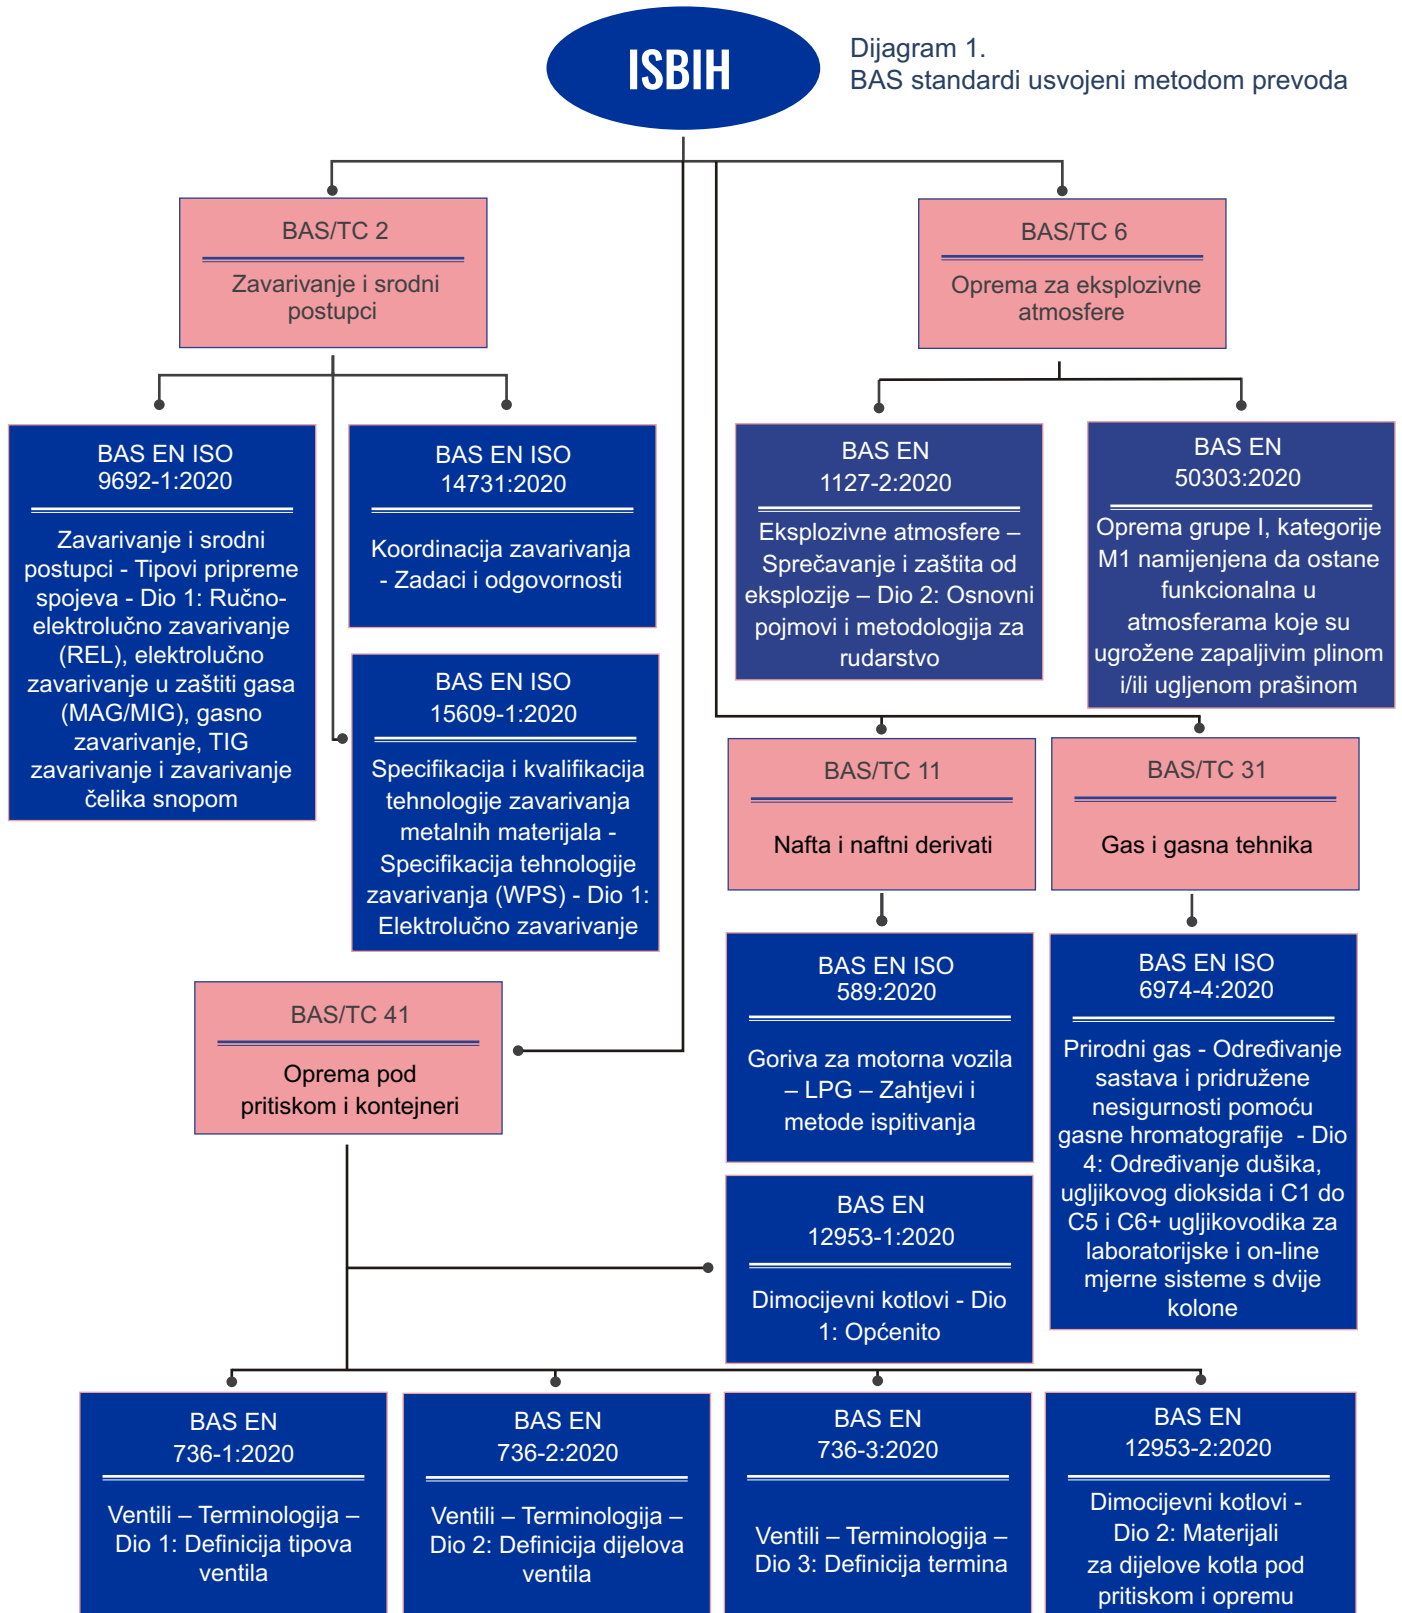 ISBIH
Dijagram 1.
BAS standardi usvojeni metodom prevoda
BAS/TC 2
Zavarivanje i srodni
postupci
BAS/TC 6
Oprema za eksplozivne
atmosfere
BAS EN ISO
9692-1:2020
Zavarivanje i srodni
postupci - Tipovi pripreme
spojeva - Dio 1: Ručno-
elektrolučno zavarivanje
(REL), elektrolučno
zavarivanje u zaštiti gasa
(MAG/MIG), gasno
zavarivanje, TIG
zavarivanje i zavarivanje
čelika snopom
BAS EN ISO
14731:2020
Koordinacija zavarivanja
- Zadaci i odgovornosti
BAS EN ISO
15609-1:2020
Specifikacija i kvalifikacija
tehnologije zavarivanja
metalnih materijala -
Specifikacija tehnologije
zavarivanja (WPS) - Dio 1:
Elektrolučno zavarivanje
BAS EN
1127-2:2020
Eksplozivne atmosfere –
Sprečavanje i zaštita od
eksplozije – Dio 2: Osnovni
pojmovi i metodologija za
rudarstvo
BAS EN
50303:2020
Oprema grupe I, kategorije
M1 namijenjena da ostane
funkcionalna u
atmosferama koje su
ugrožene zapaljivim plinom
i/ili ugljenom prašinom
BAS/TC 11
Nafta i naftni derivati
BAS/TC 31
Gas i gasna tehnika
BAS EN ISO
589:2020
Goriva za motorna vozila
– LPG – Zahtjevi i
metode ispitivanja
BAS EN ISO
6974-4:2020
Prirodni gas - Određivanje
sastava i pridružene
nesigurnosti pomoću
gasne hromatografije  - Dio
4: Određivanje dušika,
ugljikovog dioksida i C1 do
C5 i C6+ ugljikovodika za
laboratorijske i on-line
mjerne sisteme s dvije
kolone
BAS/TC 41
Oprema pod
pritiskom i kontejneri
BAS EN
12953-1:2020
Dimocijevni kotlovi - Dio
1: Općenito
BAS EN
736-1:2020
Ventili – Terminologija –
Dio 1: Definicija tipova
ventila
BAS EN
736-2:2020
Ventili – Terminologija –
Dio 2: Definicija dijelova
ventila
BAS EN
736-3:2020
Ventili – Terminologija –
Dio 3: Definicija termina
BAS EN
12953-2:2020
Dimocijevni kotlovi -
Dio 2: Materijali
za dijelove kotla pod
pritiskom i opremu